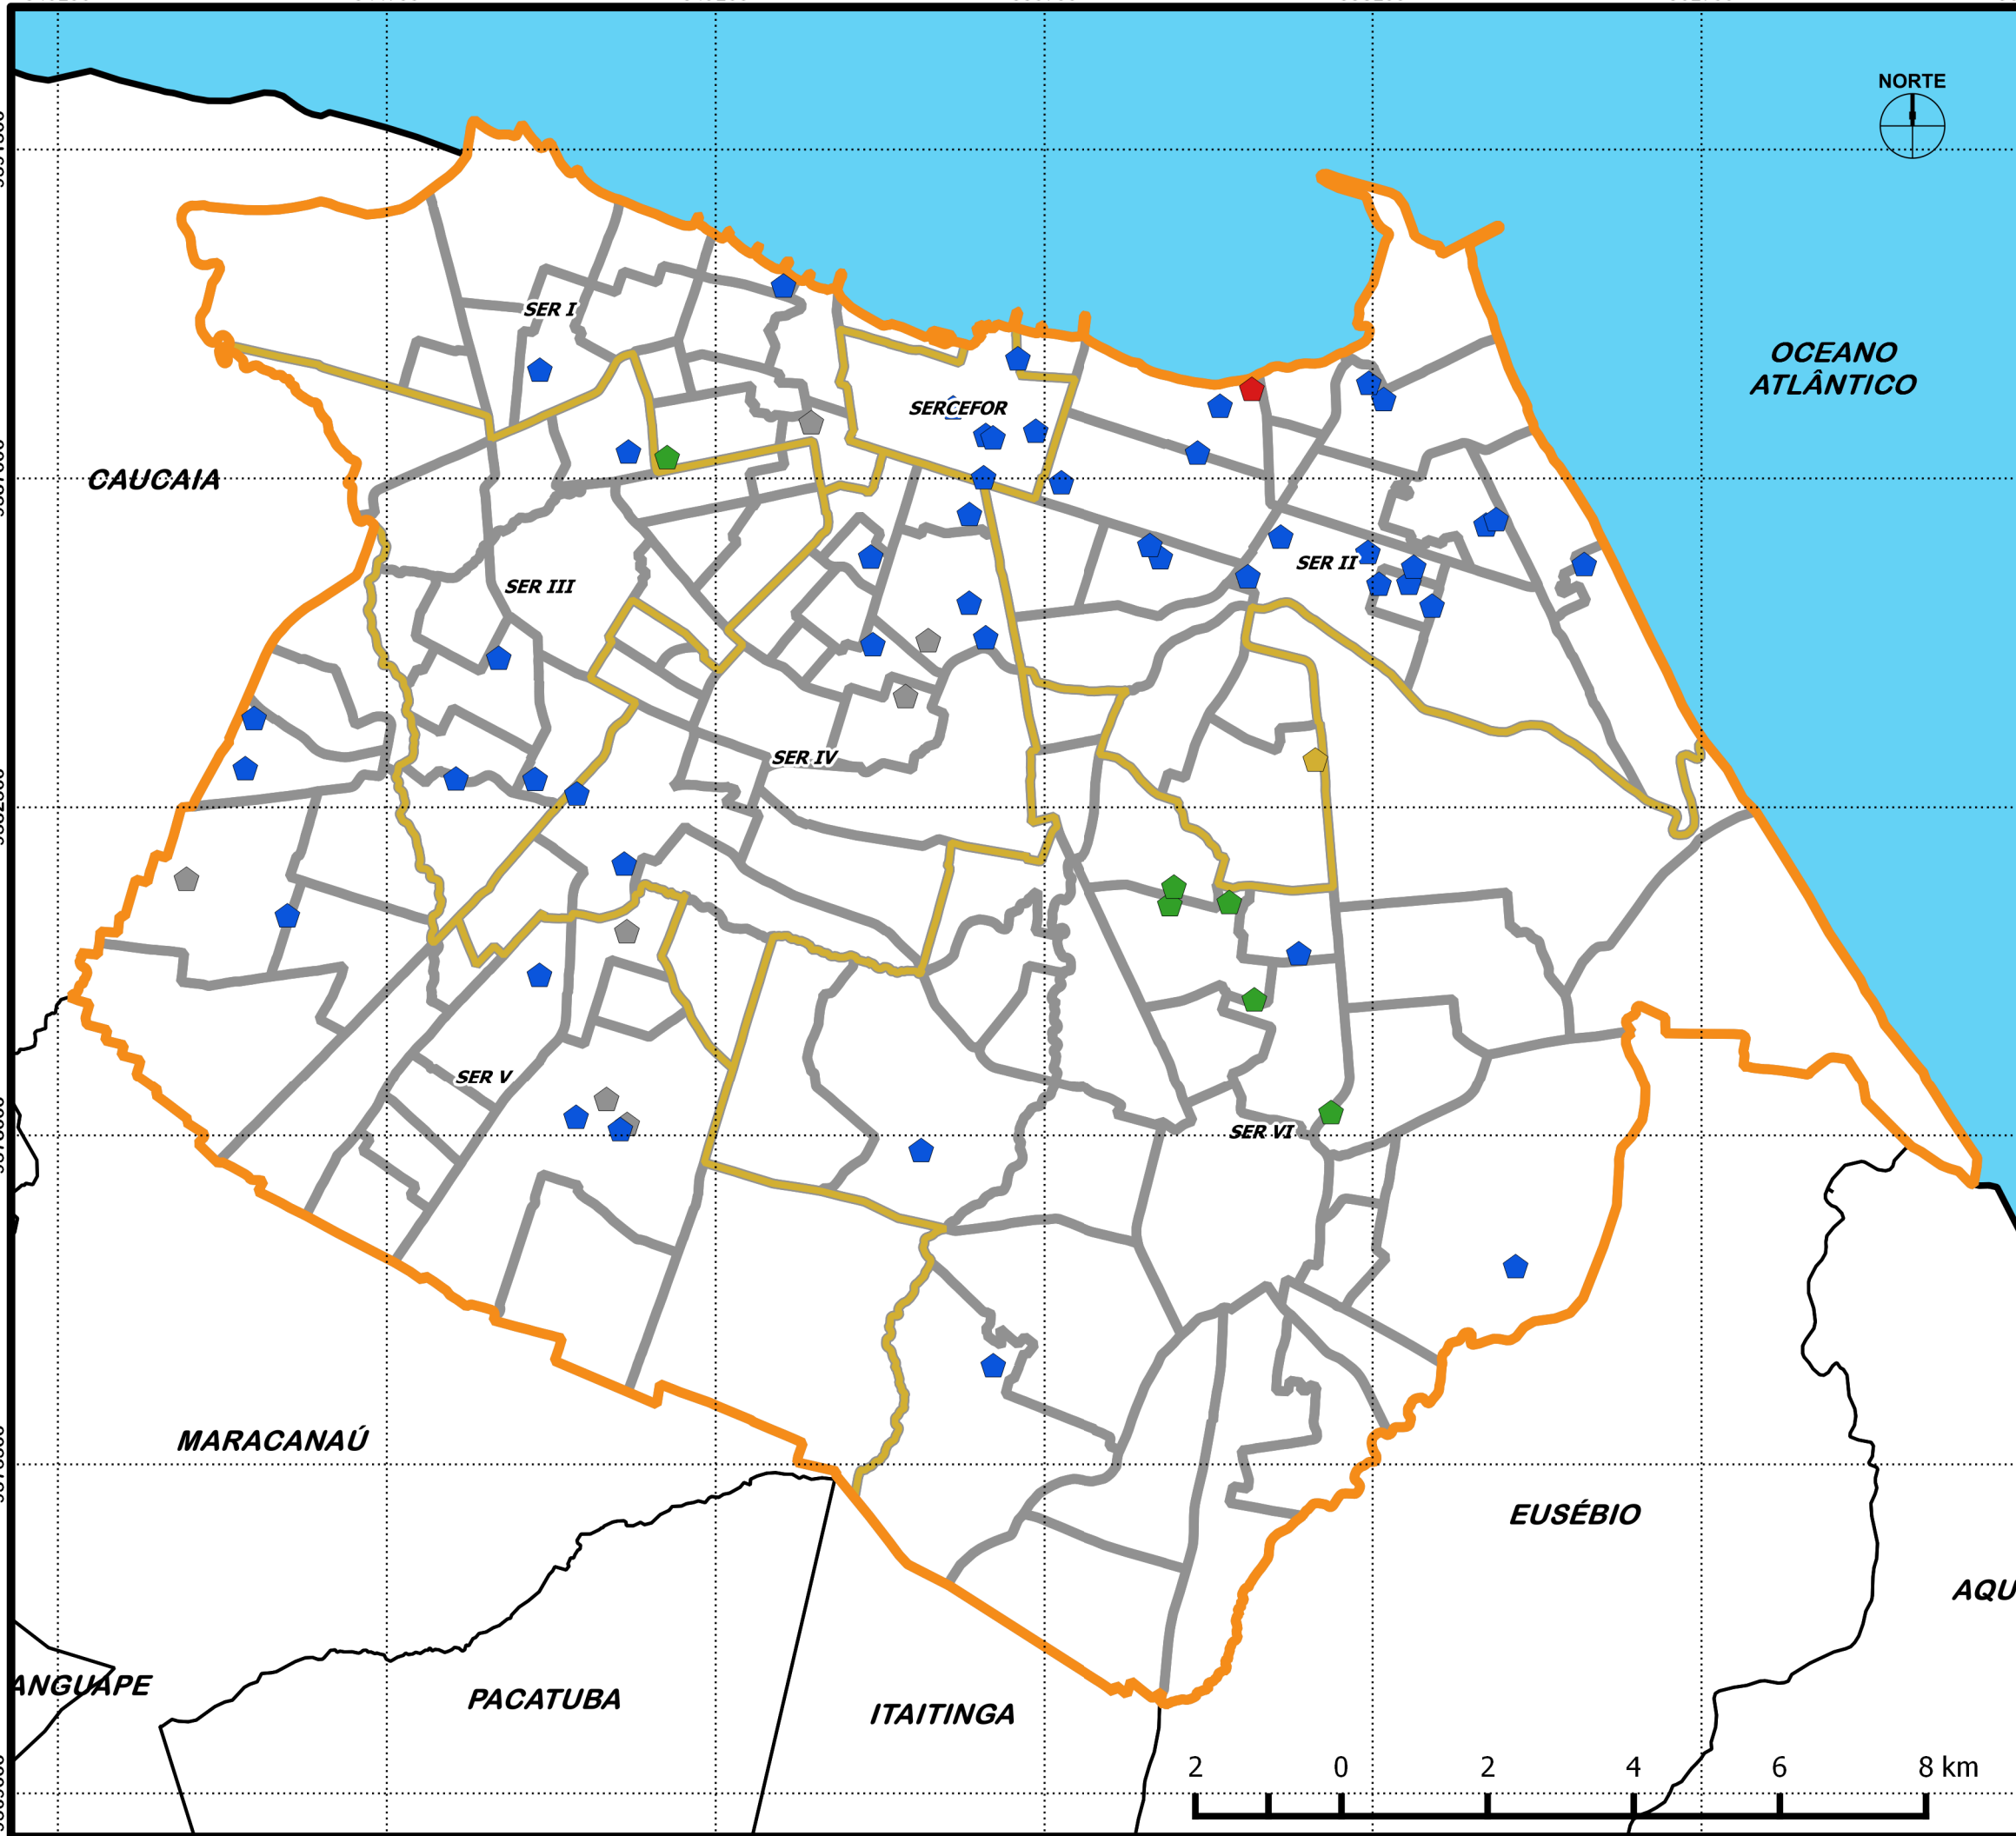 NORTE
OCEANO
ATLÂNTICO
SER I
SERCEFOR
CAUCAIA
SER II
SER III
SER IV
SER V
SER VI
MARACANAÚ
EUSÉBIO
AQU
ANGUAPE
PACATUBA
ITAITINGA
2 0 2 4 6 8 km